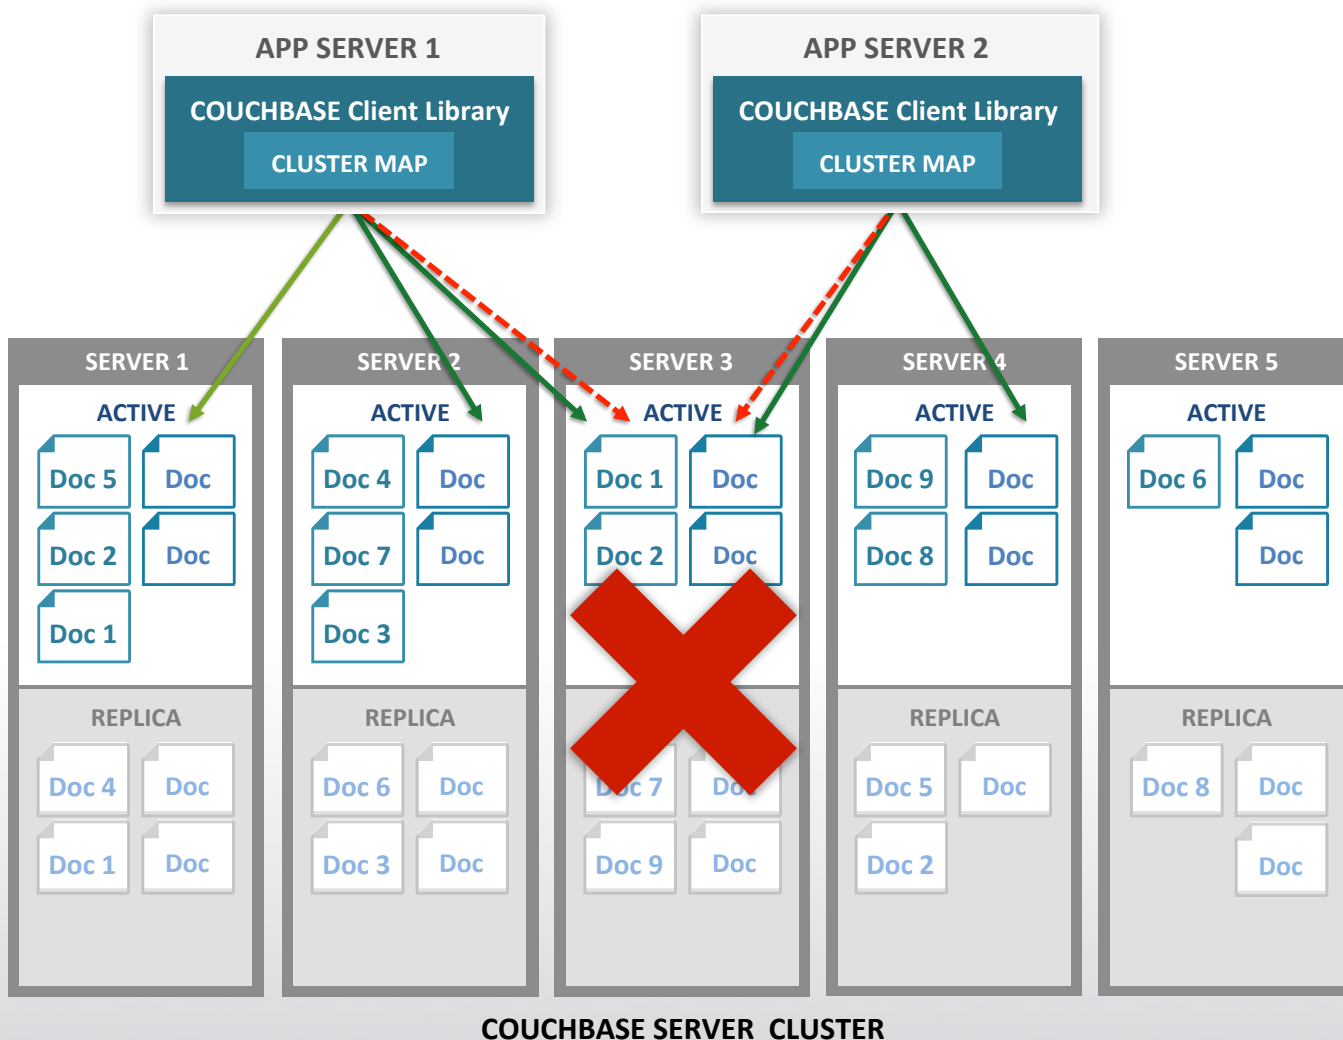 APP SERVER 1
COUCHBASE Client Library
CLUSTER MAP
APP SERVER 2
COUCHBASE Client Library
CLUSTER MAP
SERVER 1
ACTIVE
Doc 5 Doc
Doc 2 Doc
Doc 1
REPLICA
Doc 4 Doc
Doc 1 Doc
SERVER 2
ACTIVE
Doc 4 Doc
Doc 7 Doc
Doc 3
REPLICA
Doc 6 Doc
Doc 3 Doc
SERVER 3
ACTIVE
Doc 1 Doc
Doc 2 Doc
Doc 7 Doc
Doc 9 Doc
SERVER 4
ACTIVE
Doc 9 Doc
Doc 8 Doc
REPLICA
Doc 5 Doc
Doc 2
SERVER 5
ACTIVE
Doc 6 Doc
Doc
REPLICA
Doc 8 Doc
Doc
COUCHBASE SERVER CLUSTER